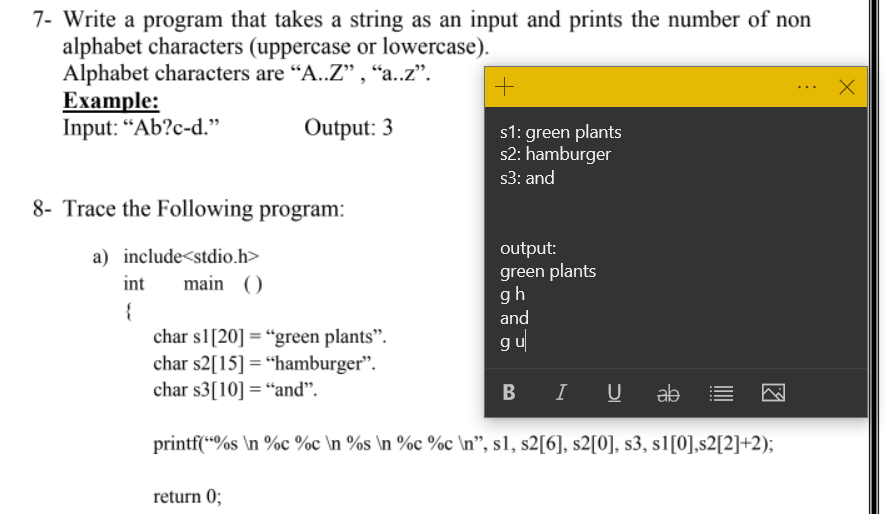 7- Write a program that takes a string as an input and prints the number of non
alphabet characters (uppercase or lowercase).
Alphabet characters are “A..Z” , “a..z”.
Example:
Input: “Ab?c-d.” Output: 3
8- Trace the Following program:
a) include<stdio.h>
int main ()
{
char s1[20] = “green plants”.
char s2[15] = “hamburger”.
char s3[10] = “and”.
printf(“%s \n %c %c \n %s \n %c %c \n”, s1, s2[6], s2[0], s3, s1[0],s2[2]+2);
return 0;
s1: green plants
s2: hamburger
s3: and
output:
green plants
g h
and
g u
B I U ab